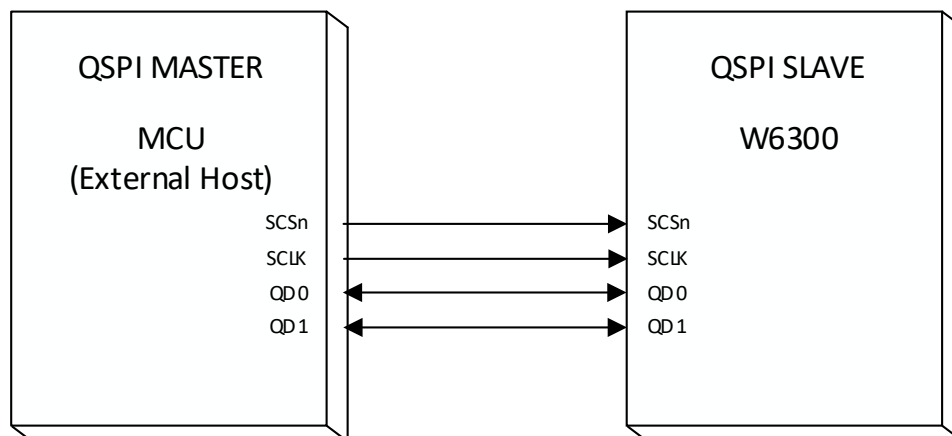 QSPI MASTER
MCU
(External Host)
SCSn
SCLK
QD0
QD1
QSPI SLAVE
W6300
SCSn
SCLK
QD0
QD1